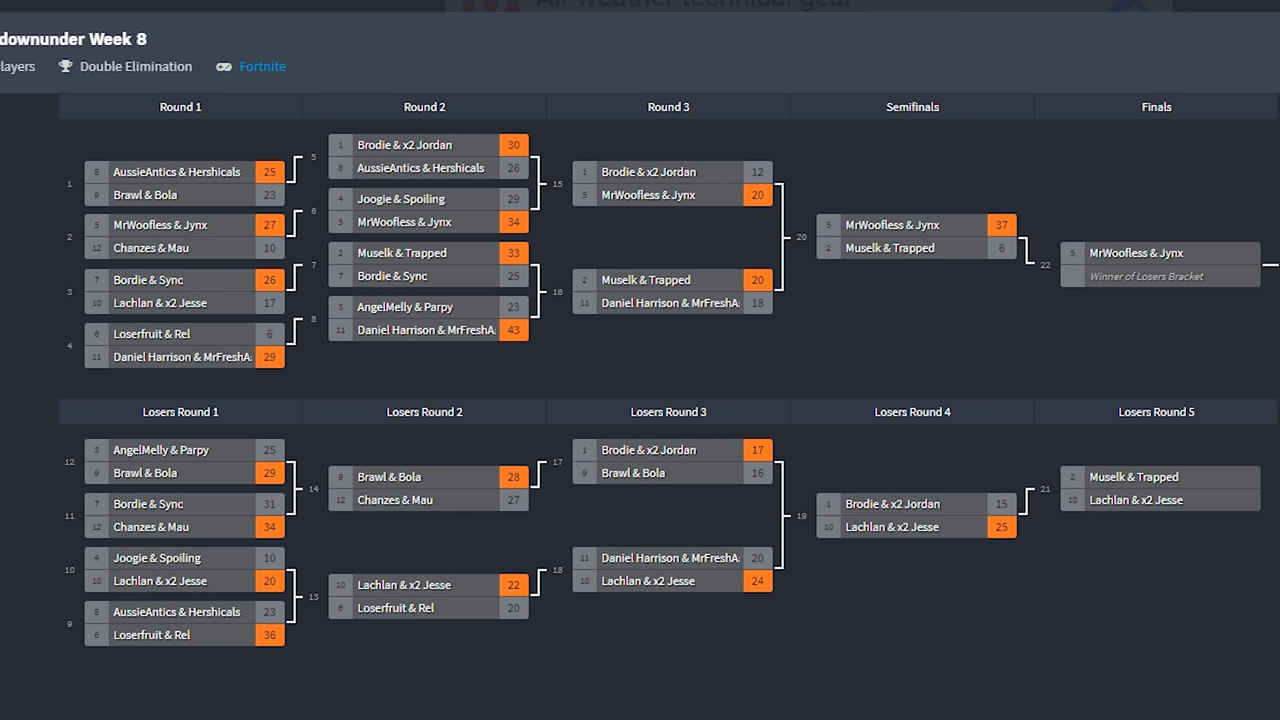 All weather technical gear
downunder Week 8
layers Double Elimination Fortnite
Round 1 Round 2 Round 3 Semifinals Finals
1
8 AussieAntics & Hershicals 25
9 Brawl & Bola 23
2
5 MrWoofless & Jynx 27
12 Chanzes & Mau 10
3
7 Bordie & Sync 26
10 Lachlan & x2 Jesse 17
4
6 Loserfruit & Rel 6
11 Daniel Harrison & MrFreshA 29
5
1 Brodie & x2 Jordan 30
8 AussieAntics & Hershicals 26
6
4 Joogie & Spoiling 29
5 MrWoofless & Jynx 34
7
2 Muselk & Trapped 33
7 Bordie & Sync 25
8
3 AngelMelly & Parpy 23
11 Daniel Harrison & MrFreshA 43
15
1 Brodie & x2 Jordan 12
5 MrWoofless & Jynx 20
16
2 Muselk & Trapped 20
11 Daniel Harrison & MrFreshA 18
20
5 MrWoofless & Jynx 37
2 Muselk & Trapped 6
22
5 MrWoofless & Jynx
Winner of Losers Bracket
Losers Round 1 Losers Round 2 Losers Round 3 Losers Round 4 Losers Round 5
12
3 AngelMelly & Parpy 25
9 Brawl & Bola 29
11
7 Bordie & Sync 31
12 Chanzes & Mau 34
10
4 Joogie & Spoiling 10
10 Lachlan & x2 Jesse 20
9
8 AussieAntics & Hershicals 23
6 Loserfruit & Rel 36
14
9 Brawl & Bola 28
12 Chanzes & Mau 27
13
10 Lachlan & x2 Jesse 22
6 Loserfruit & Rel 20
17
1 Brodie & x2 Jordan 17
9 Brawl & Bola 16
18
11 Daniel Harrison & MrFreshA 20
10 Lachlan & x2 Jesse 24
19
1 Brodie & x2 Jordan 15
10 Lachlan & x2 Jesse 25
21
2 Muselk & Trapped
10 Lachlan & x2 Jesse